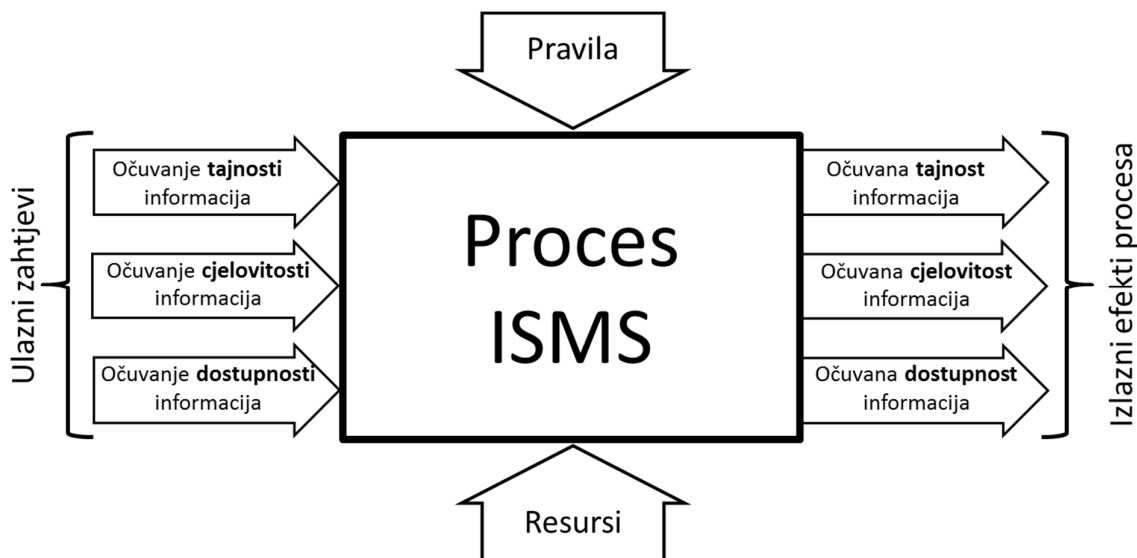 Pravila
Ulazni zahtjevi
Očuvanje tajnosti
informacija
Očuvanje cjelovitosti
informacija
Očuvanje dostupnosti
informacija
Proces
ISMS
Očuvana tajnost
informacija
Očuvana cjelovitost
informacija
Očuvana dostupnost
informacija
Izlazni efekti procesa
Resursi